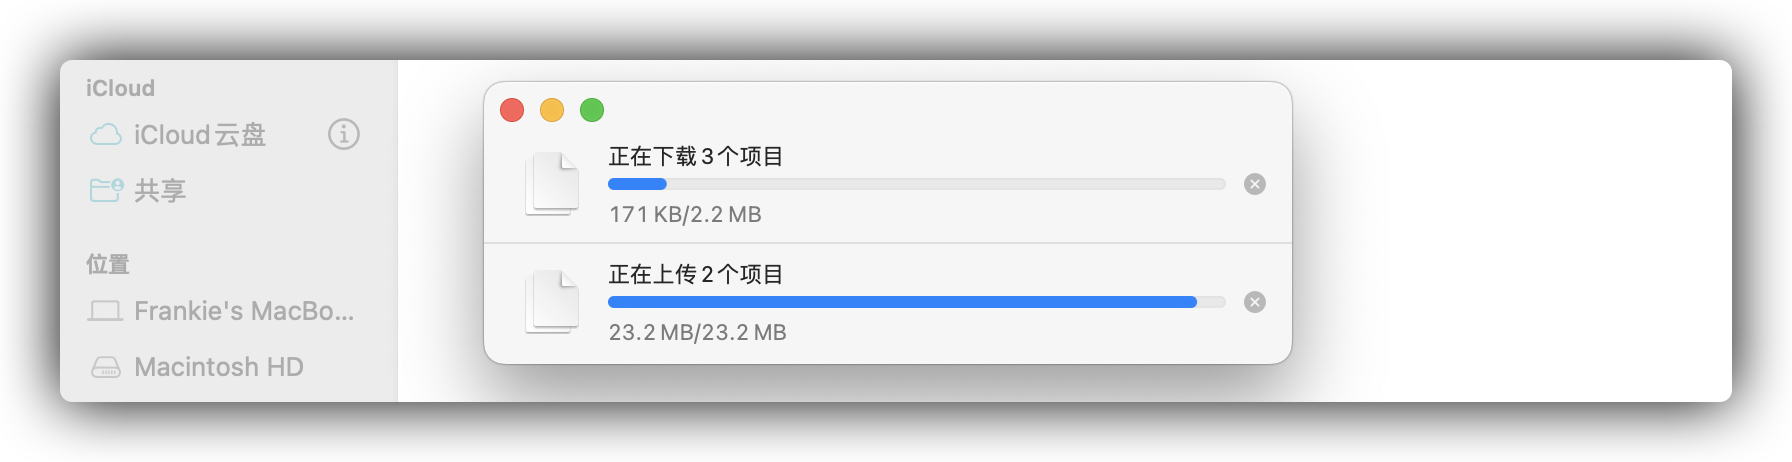 iCloud
iCloud云盘
共享
位置
Frankie's MacBo...
Macintosh HD
正在下载3个项目
171 KB/2.2 MB
正在上传2个项目
23.2 MB/23.2 MB